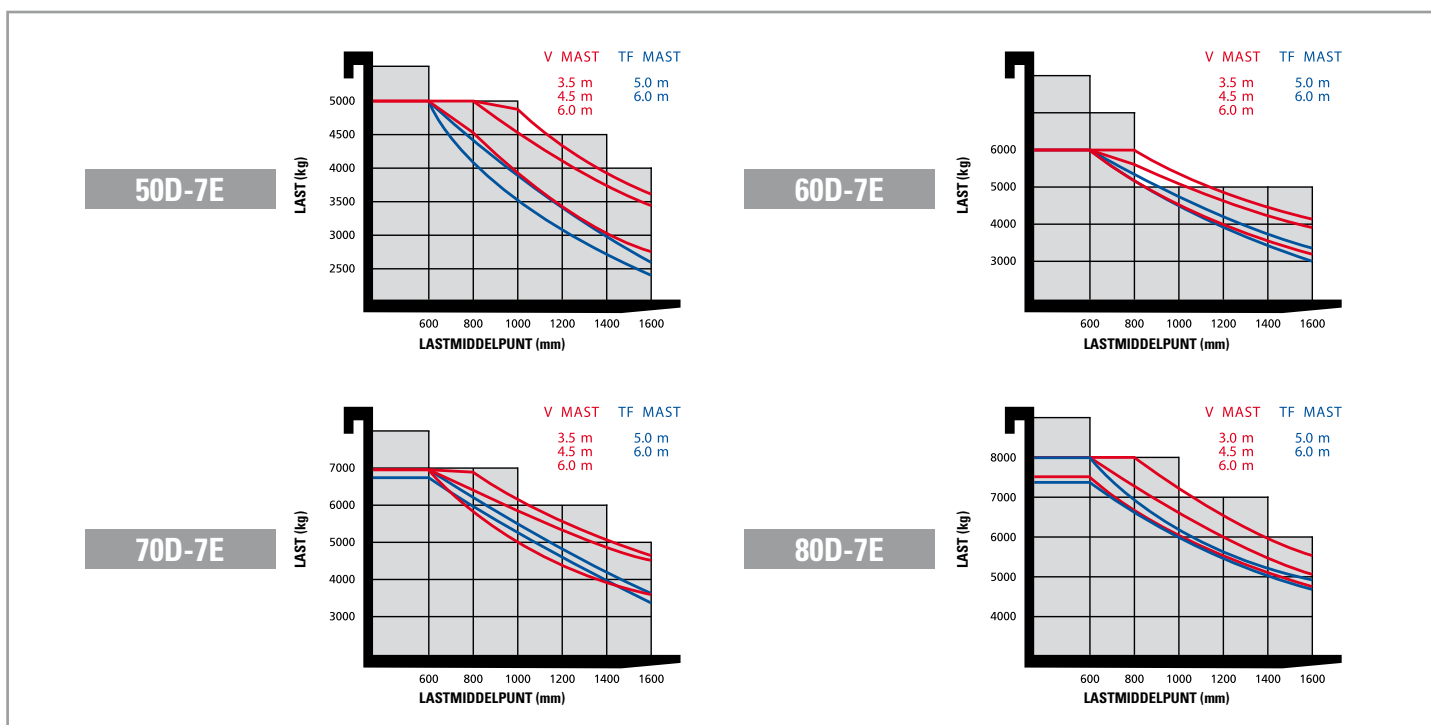 50D-7E
V MAST TF MAST
3.5 m 5.0 m
4.5 m 6.0 m
6.0 m
LAST (kg)
5000
4500
4000
3500
3000
2500
600 800 1000 1200 1400 1600
LASTMIDDELPUNT (mm)
60D-7E
V MAST TF MAST
3.5 m 5.0 m
4.5 m 6.0 m
6.0 m
LAST (kg)
6000
5000
4000
3000
600 800 1000 1200 1400 1600
LASTMIDDELPUNT (mm)
70D-7E
V MAST TF MAST
3.5 m 5.0 m
4.5 m 6.0 m
6.0 m
LAST (kg)
7000
6000
5000
4000
3000
600 800 1000 1200 1400 1600
LASTMIDDELPUNT (mm)
80D-7E
V MAST TF MAST
3.0 m 5.0 m
4.5 m 6.0 m
6.0 m
LAST (kg)
8000
7000
6000
5000
4000
600 800 1000 1200 1400 1600
LASTMIDDELPUNT (mm)